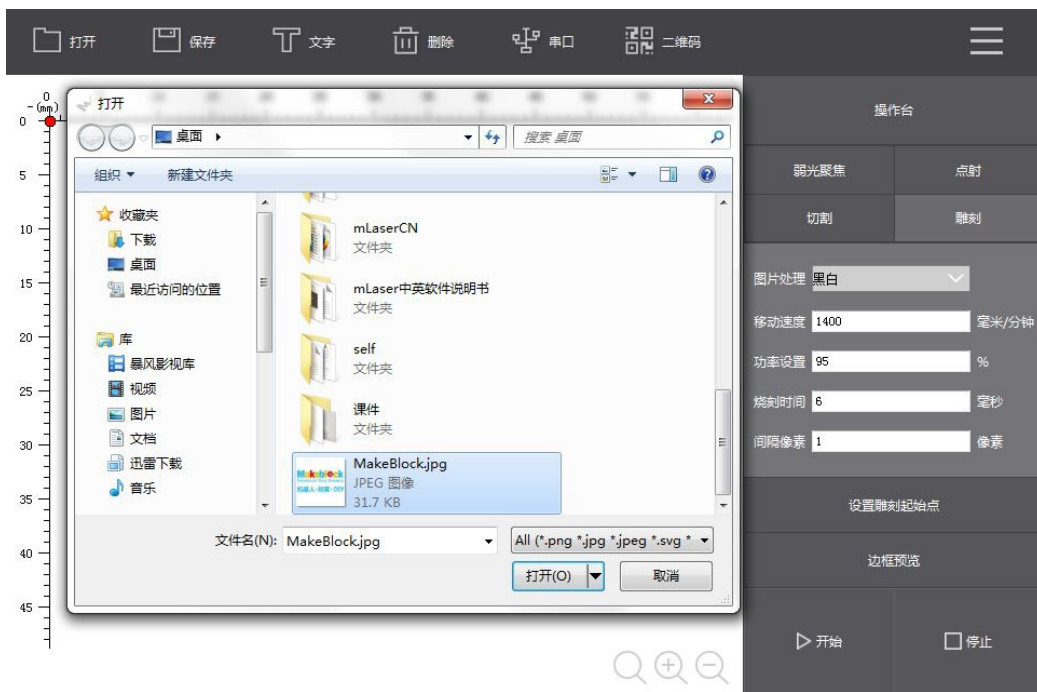 打开 保存 文字 删除 串口 二维码
0
-(mm)
0
5
10
15
20
25
30
35
40
45
打开
桌面
搜索 桌面
组织 新建文件夹
收藏夹
下载
桌面
最近访问的位置
库
暴风影视库
视频
图片
文档
迅雷下载
音乐
mLaserCN
文件夹
mLaser中英软件说明书
文件夹
self
文件夹
课件
文件夹
Makeblock
机器人·创客·DIY
MakeBlock.jpg
JPEG 图像
31.7 KB
文件名(N): MakeBlock.jpg All (*.png *.jpg *.jpeg *.svg *
打开(O) 取消
操作台
弱光聚焦 点射
切割 雕刻
图片处理 黑白
移动速度 1400 毫米/分钟
功率设置 95 %
烧刻时间 6 毫秒
间隔像素 1 像素
设置雕刻起始点
边框预览
开始 停止